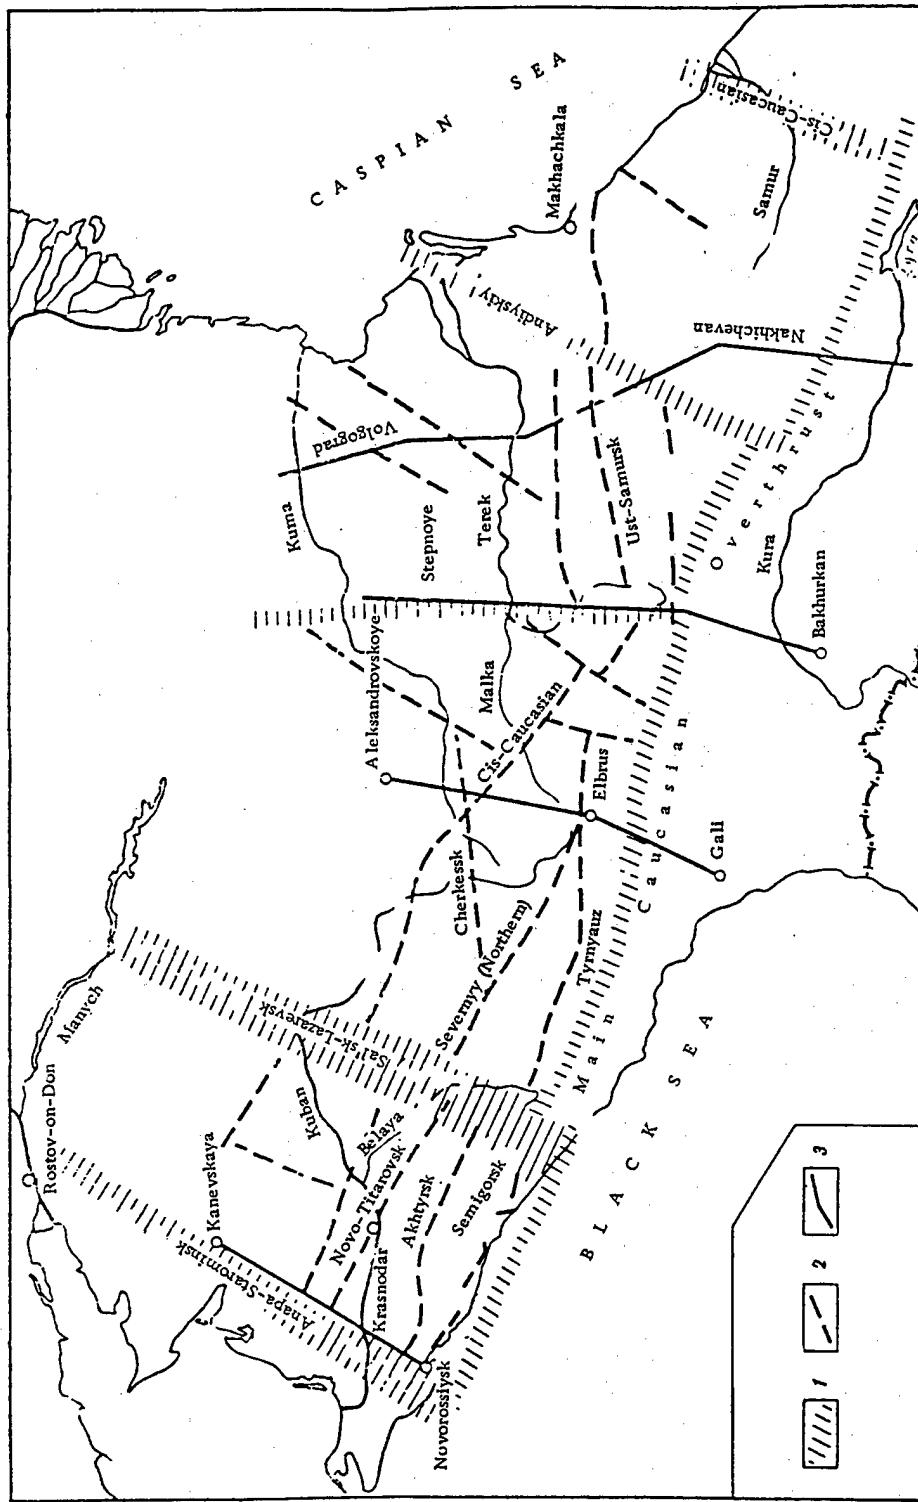 CASPIAN SEA
Makhachkala
Cis-Caucasian
Samur
Andiyskiy
Nakhichevan
Volgograd
Kuma
Stepnoye
Terek
Ust-Samursk
Overthrust
Kura
Bakhurkan
Aleksandrovskoye
Malka
Cis-Caucasian
Elbrus
Gali
Cherkessk
Severnyy (Northern)
Tyrnyauz
Main Caucasian
Manych
Sal'sk-Lazarevsk
Rostov-on-Don
Kanevskaya
Kuban
Belaya
Novo-Titarovsk
Akhtyrsk
Semigorsk
Anapa-Starominsk
Krasnodar
Novorossiysk
BLACK SEA
1
2
3